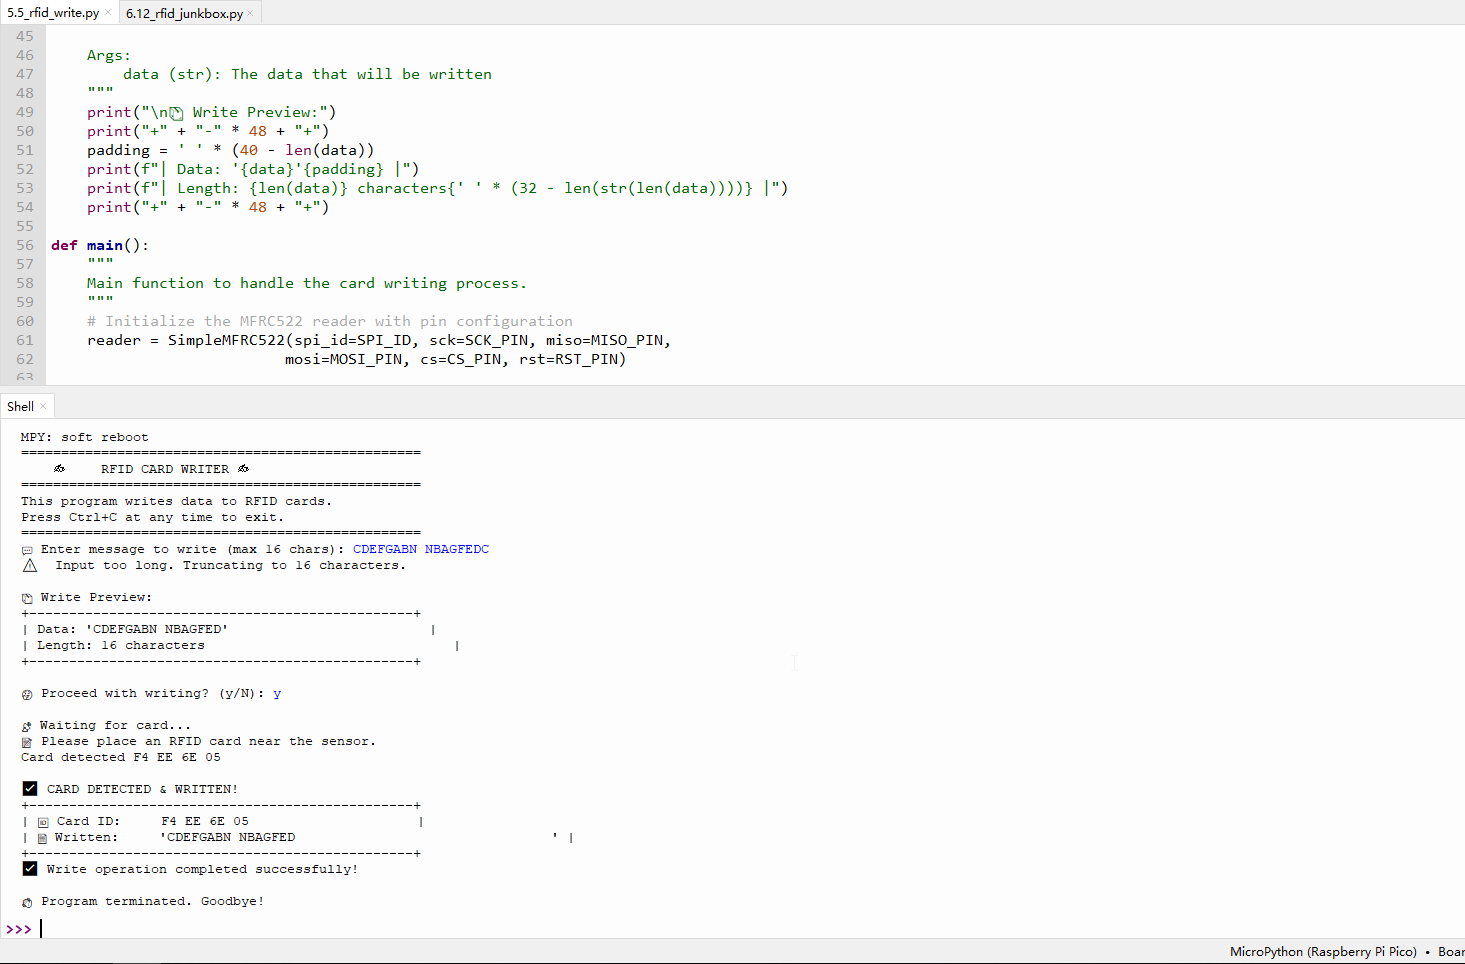 5.5_rfid_write.py × 6.12_rfid_junkbox.py ×
45
46     Args:
47         data (str): The data that will be written
48     """
49     print("\n📋 Write Preview:")
50     print("+" + "-" * 48 + "+")
51     padding = ' ' * (40 - len(data))
52     print(f"| Data: '{data}'{padding} |")
53     print(f"| Length: {len(data)} characters{' ' * (32 - len(str(len(data))))} |")
54     print("+" + "-" * 48 + "+")
55
56 def main():
57     """
58     Main function to handle the card writing process.
59     """
60     # Initialize the MFRC522 reader with pin configuration
61     reader = SimpleMFRC522(spi_id=SPI_ID, sck=SCK_PIN, miso=MISO_PIN,
62                           mosi=MOSI_PIN, cs=CS_PIN, rst=RST_PIN)
63
Shell ×
MPY: soft reboot
==================================================
✍ RFID CARD WRITER ✍
==================================================
This program writes data to RFID cards.
Press Ctrl+C at any time to exit.
==================================================
💬 Enter message to write (max 16 chars): CDEFGABN NBAGFEDC
⚠ Input too long. Truncating to 16 characters.
📋 Write Preview:
+------------------------------------------------+
| Data: 'CDEFGABN NBAGFED'                         |
| Length: 16 characters                               |
+------------------------------------------------+
Proceed with writing? (y/N): y
Waiting for card...
Please place an RFID card near the sensor.
Card detected F4 EE 6E 05
✅ CARD DETECTED & WRITTEN!
+------------------------------------------------+
| 🆔 Card ID:     F4 EE 6E 05                     |
| Written:     'CDEFGABN NBAGFED                                ' |
+------------------------------------------------+
✅ Write operation completed successfully!
Program terminated. Goodbye!
>>>
MicroPython (Raspberry Pi Pico) • Boar